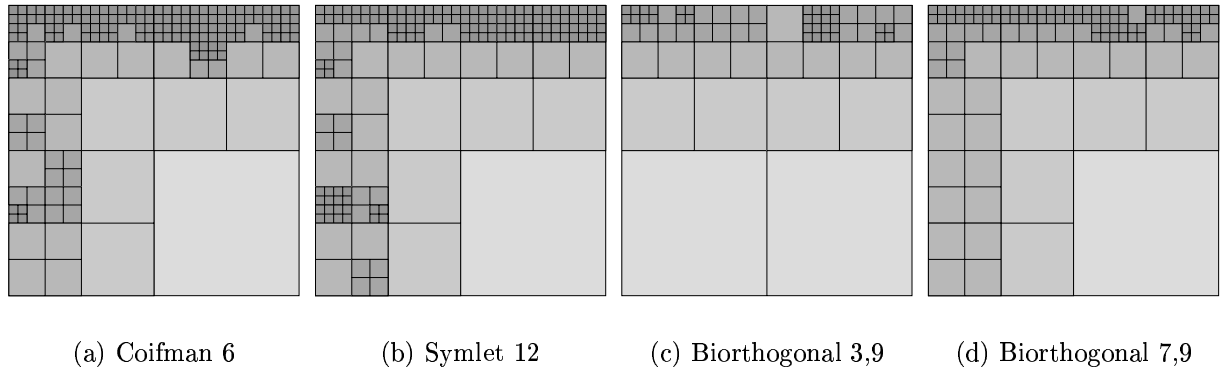 (a) Coifman 6
(b) Symlet 12
(c) Biorthogonal 3,9
(d) Biorthogonal 7,9